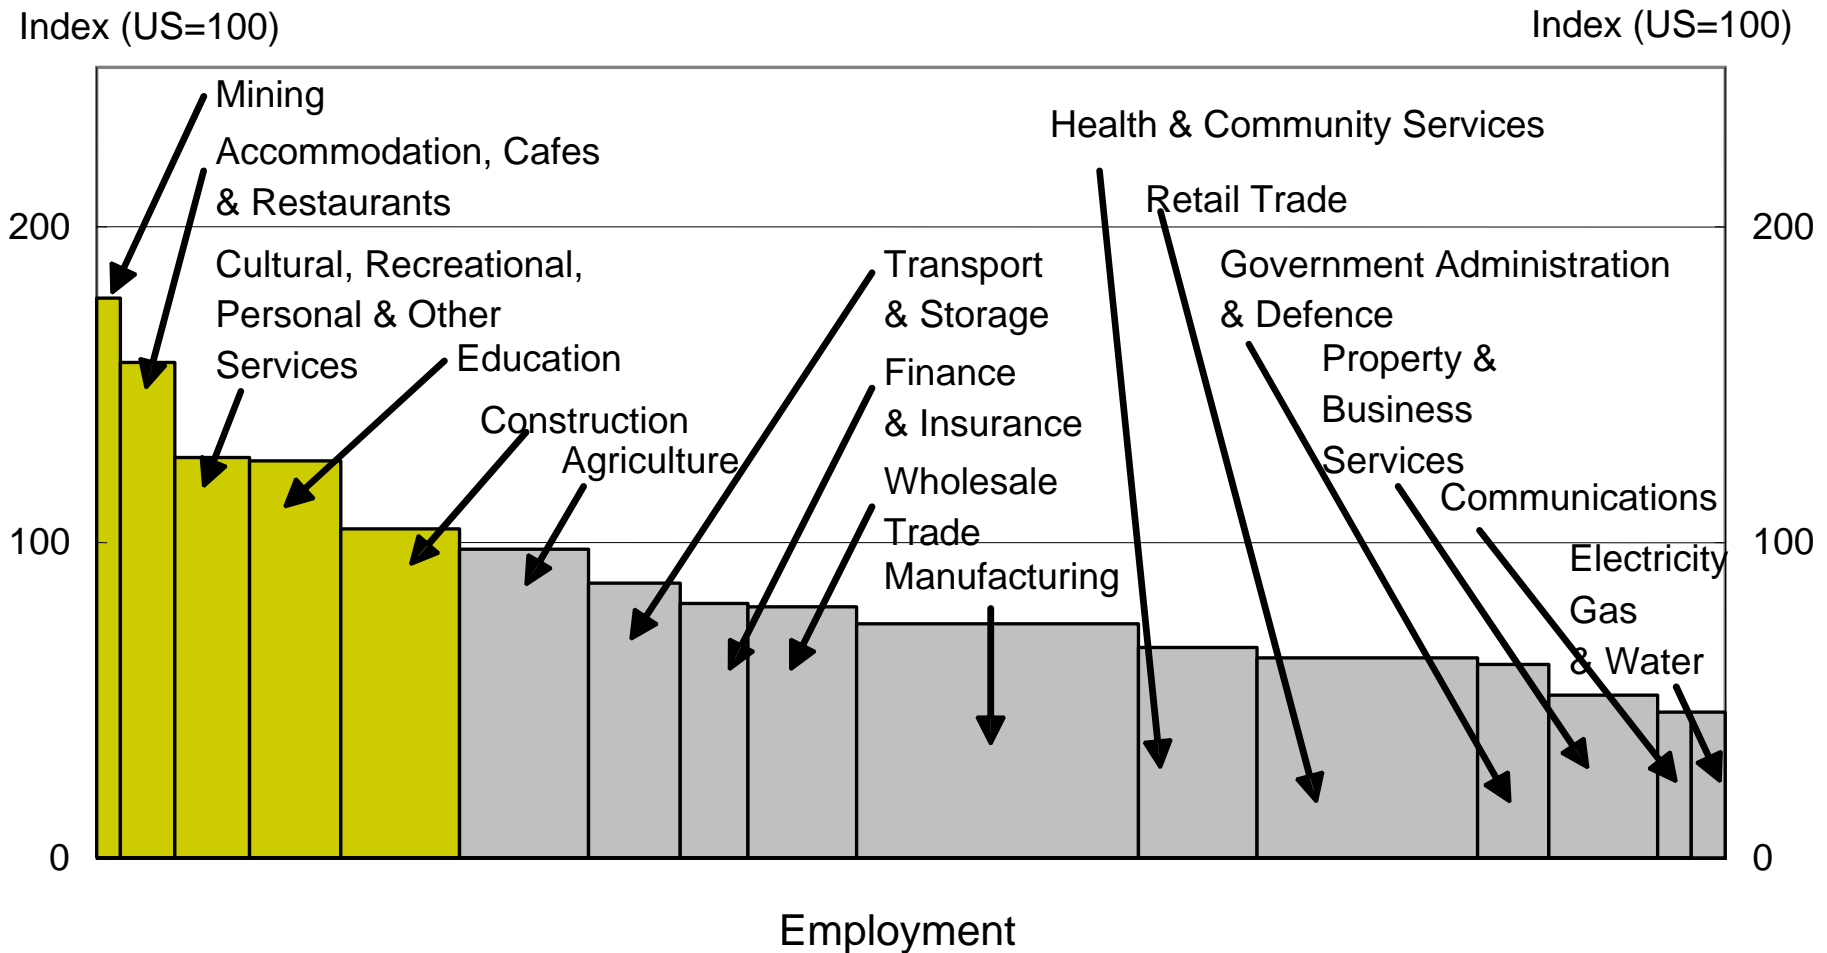 Index (US=100)
Index (US=100)
Mining
Accommodation, Cafes
& Restaurants
Cultural, Recreational,
Personal & Other
Services
Education
Construction
Agriculture
Transport
& Storage
Finance
& Insurance
Wholesale
Trade
Manufacturing
Health & Community Services
Retail Trade
Government Administration
& Defence
Property &
Business
Services
Communications
Electricity
Gas
& Water
200
100
0
200
100
0
Employment